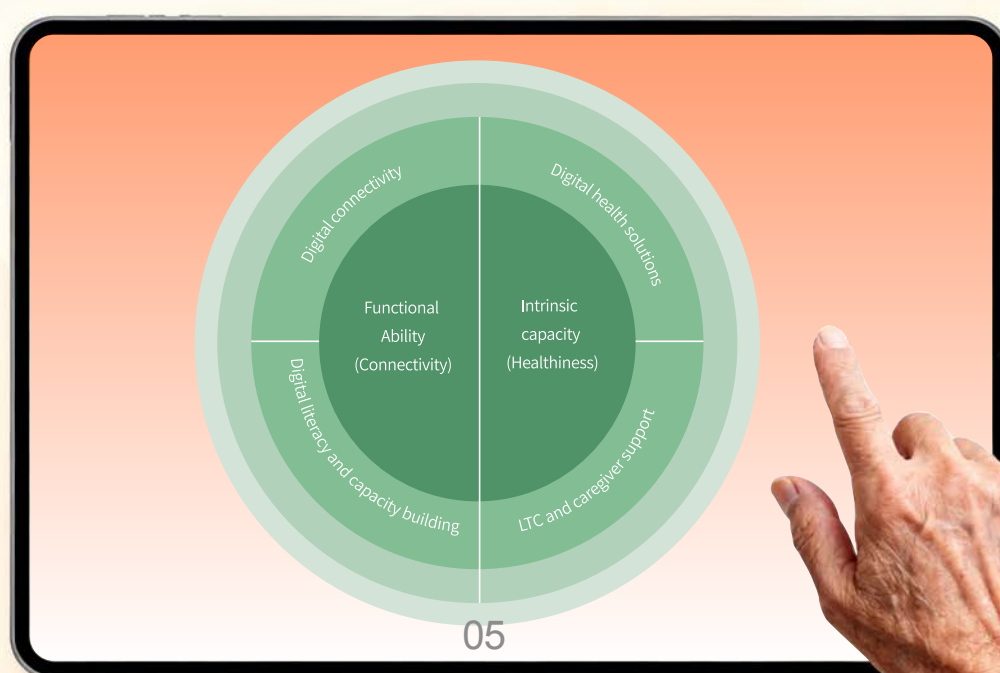 Digital connectivity
Digital health solutions
Functional
Ability
(Connectivity)
Intrinsic
capacity
(Healthiness)
Digital literacy and capacity building
LTC and caregiver support
05